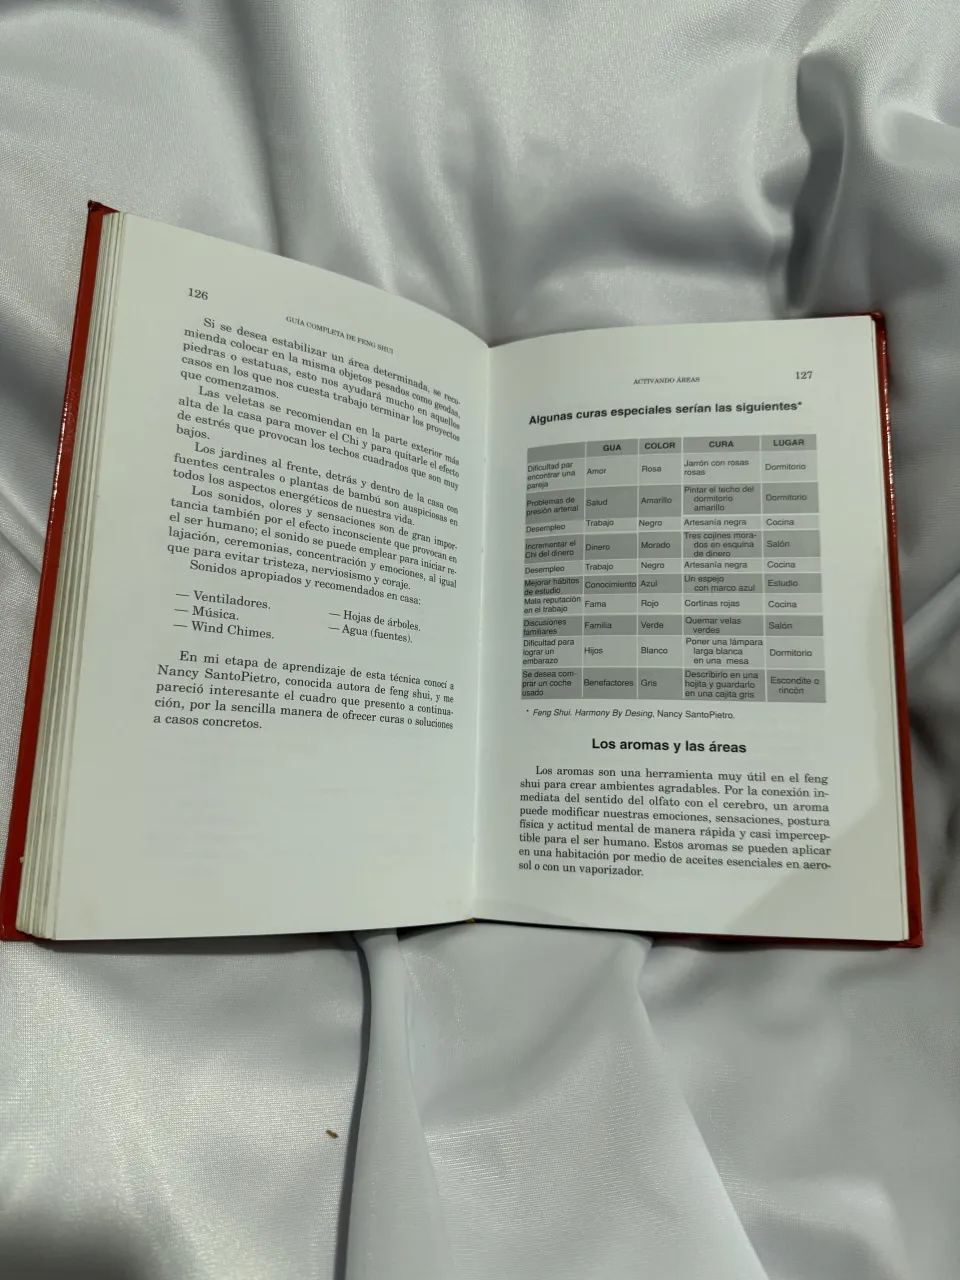 126
GUÍA COMPLETA DE FENG SHUI
Si se desea estabilizar un área determinada, se reco-
mienda colocar en la misma objetos pesados como geodas,
piedras o estatuas, esto nos ayudará mucho en aquellos
casos en los que nos cuesta trabajo terminar los proyectos
que comenzamos.
Las veletas se recomiendan en la parte exterior más
alta de la casa para mover el Chi y para quitarle el efecto
de estrés que provocan los techos cuadrados que son muy
bajos.
Los jardines al frente, detrás y dentro de la casa con
fuentes centrales o plantas de bambú son auspiciosas en
todos los aspectos energéticos de nuestra vida.
Los sonidos, olores y sensaciones son de gran impor-
tancia también por el efecto inconsciente que provocan en
el ser humano; el sonido se puede emplear para iniciar re-
lajación, ceremonias, concentración y emociones, al igual
que para evitar tristeza, nerviosismo y coraje.
Sonidos apropiados y recomendados en casa:
— Ventiladores.
— Música.
— Wind Chimes.
— Hojas de árboles.
— Agua (fuentes).
En mi etapa de aprendizaje de esta técnica conocí a
Nancy SantoPietro, conocida autora de feng shui, y me
pareció interesante el cuadro que presento a continua-
ción, por la sencilla manera de ofrecer curas o soluciones
a casos concretos.
ACTIVANDO ÁREAS
127
Algunas curas especiales serían las siguientes*
GUA COLOR CURA LUGAR
Dificultad par
encontrar una
pareja
Amor
Rosa
Jarrón con rosas
rosas
Dormitorio
Problemas de
presión arterial
Salud
Amarillo
Pintar el techo del
dormitorio
amarillo
Dormitorio
Desempleo Trabajo Negro Artesanía negra Cocina
Incrementar el
Chi del dinero
Dinero
Morado
Tres cojines mora-
dos en esquina
de dinero
Salón
Desempleo Trabajo Negro Artesanía negra Cocina
Mejorar hábitos
de estudio
Conocimiento
Azul
Un espejo
con marco azul
Estudio
Mala reputación
en el trabajo
Fama
Rojo
Cortinas rojas
Cocina
Discusiones
familiares
Familia
Verde
Quemar velas
verdes
Salón
Dificultad para
lograr un
embarazo
Hijos
Blanco
Poner una lámpara
larga blanca
en una mesa
Dormitorio
Se desea com-
prar un coche
usado
Benefactores
Gris
Describirlo en una
hojita y guardarlo
en una cajita gris
Escondite o
rincón
* Feng Shui. Harmony By Desing, Nancy SantoPietro.
Los aromas y las áreas
Los aromas son una herramienta muy útil en el feng
shui para crear ambientes agradables. Por la conexión in-
mediata del sentido del olfato con el cerebro, un aroma
puede modificar nuestras emociones, sensaciones, postura
física y actitud mental de manera rápida y casi impercep-
tible para el ser humano. Estos aromas se pueden aplicar
en una habitación por medio de aceites esenciales en aero-
sol o con un vaporizador.